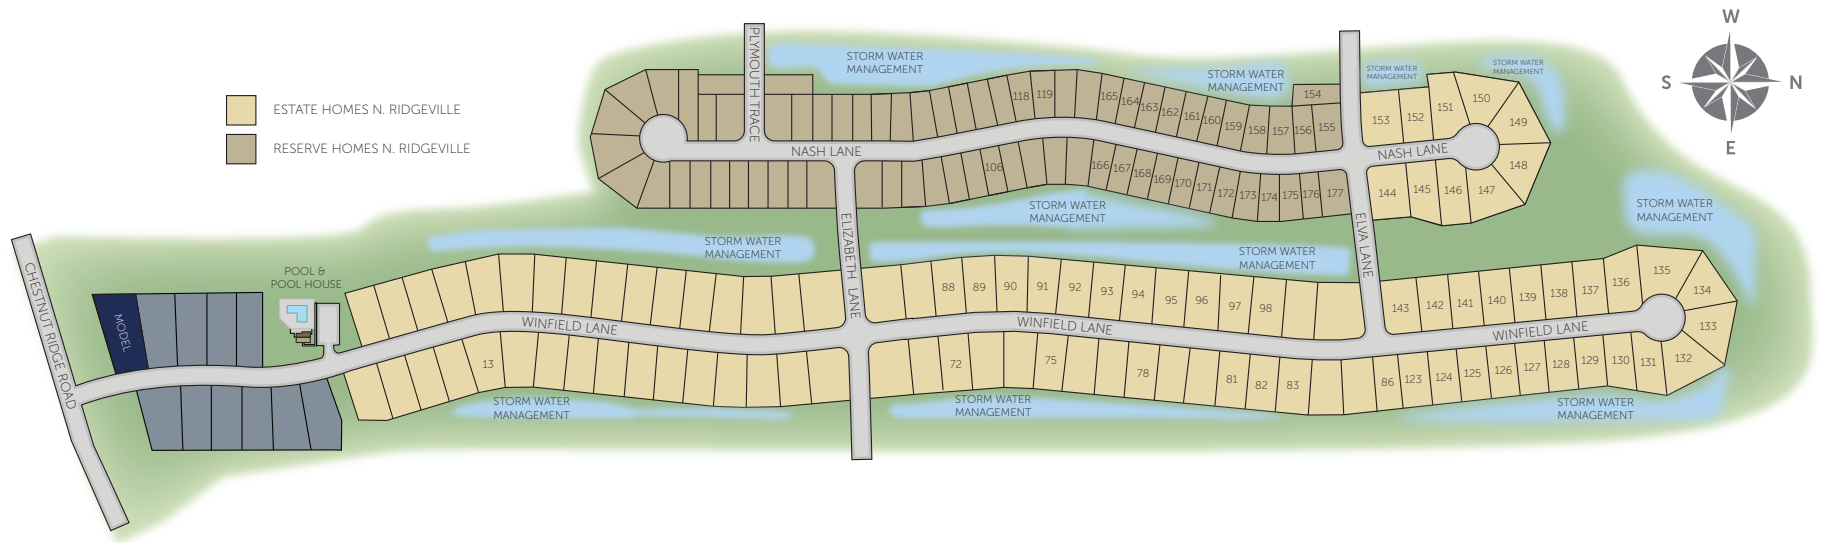 W
S
N
E
ESTATE HOMES N. RIDGEVILLE
RESERVE HOMES N. RIDGEVILLE
PLYMOUTH TRACE
STORM WATER
MANAGEMENT
STORM WATER
MANAGEMENT
STORM WATER
MANAGEMENT
STORM WATER
MANAGEMENT
118
119
165
164
163
162
161
160
159
158
157
156
155
154
153
152
151
150
149
148
147
146
145
144
NASH LANE
NASH LANE
106
166
167
168
169
170
171
172
173
174
175
176
177
STORM WATER
MANAGEMENT
STORM WATER
MANAGEMENT
STORM WATER
MANAGEMENT
STORM WATER
MANAGEMENT
ELIZABETH LANE
ELVA LANE
CHESTNUT RIDGE ROAD
POOL &
POOL HOUSE
MODEL
88
89
90
91
92
93
94
95
96
97
98
143
142
141
140
139
138
137
136
135
134
133
132
WINFIELD LANE
WINFIELD LANE
WINFIELD LANE
13
72
75
78
81
82
83
86
123
124
125
126
127
128
129
130
131
STORM WATER
MANAGEMENT
STORM WATER
MANAGEMENT
STORM WATER
MANAGEMENT